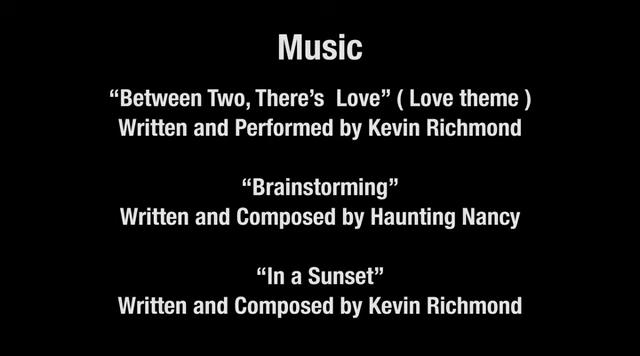 Music
“Between Two, There’s  Love” ( Love theme )
Written and Performed by Kevin Richmond
“Brainstorming”
Written and Composed by Haunting Nancy
“In a Sunset”
Written and Composed by Kevin Richmond